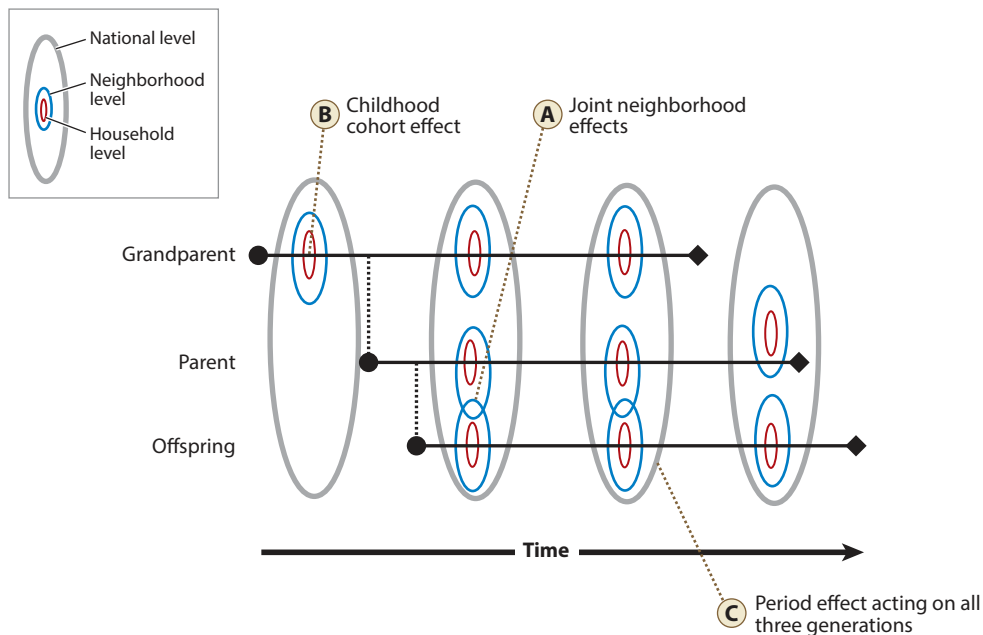 National level
Neighborhood
level
Household
level
B Childhood
cohort effect
A Joint neighborhood
effects
Grandparent
Parent
Offspring
Time
C Period effect acting on all
three generations